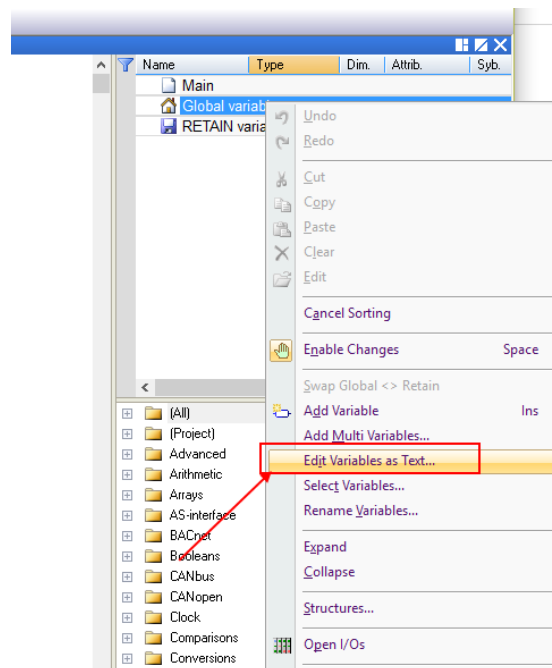 Name Type Dim. Attrib. Syb.
Main
Global variab
RETAIN varia
Undo
Redo
Cut
Copy
Paste
Clear
Edit
Cancel Sorting
Enable Changes Space
Swap Global <> Retain
Add Variable Ins
Add Multi Variables...
Edit Variables as Text...
Select Variables...
Rename Variables...
Expand
Collapse
Structures...
Open I/Os
(All)
(Project)
Advanced
Arithmetic
Arrays
AS-interface
BACnet
Booleans
CANbus
CANopen
Clock
Comparisons
Conversions